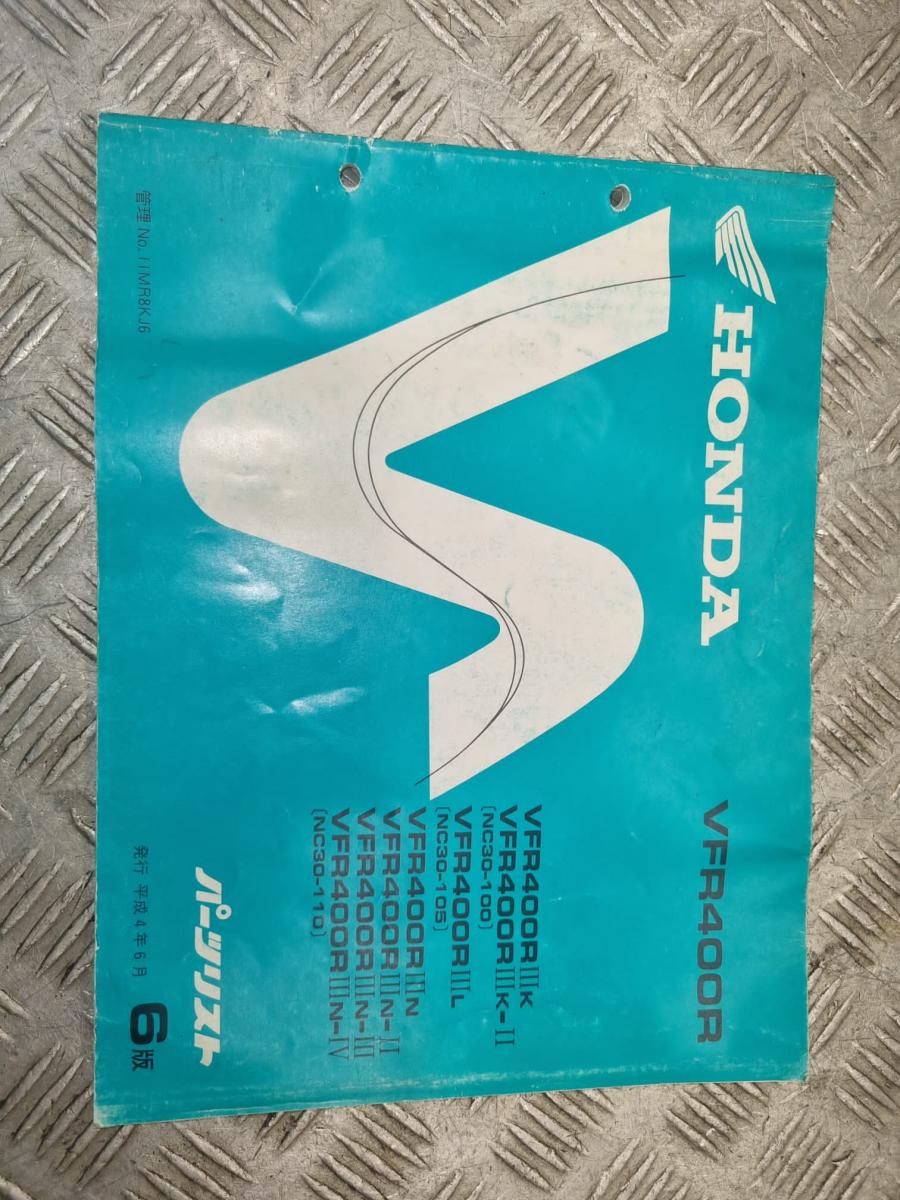 HONDA
VFR400R
VFR400RⅢK
VFR400RⅢK-Ⅱ
(NC30-100)
VFR400RⅢL
(NC30-105)
VFR400RⅢN
VFR400RⅢN-Ⅱ
VFR400RⅢN-Ⅲ
VFR400RⅢN-Ⅳ
(NC30-110)
パーツリスト
管理 No. 11MR8KJ6
発行 平成 4 年 6 月 6版